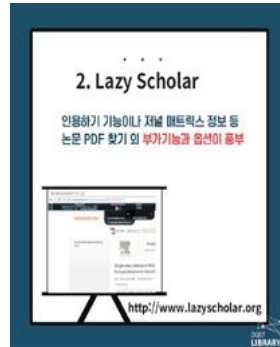 2. Lazy Scholar
인용하기 기능이나 저널 매트릭스 정보 등
논문 PDF 찾기 외 부가기능과 옵션이 풍부
http://www.lazyscholar.org
DGIST
LIBRARY